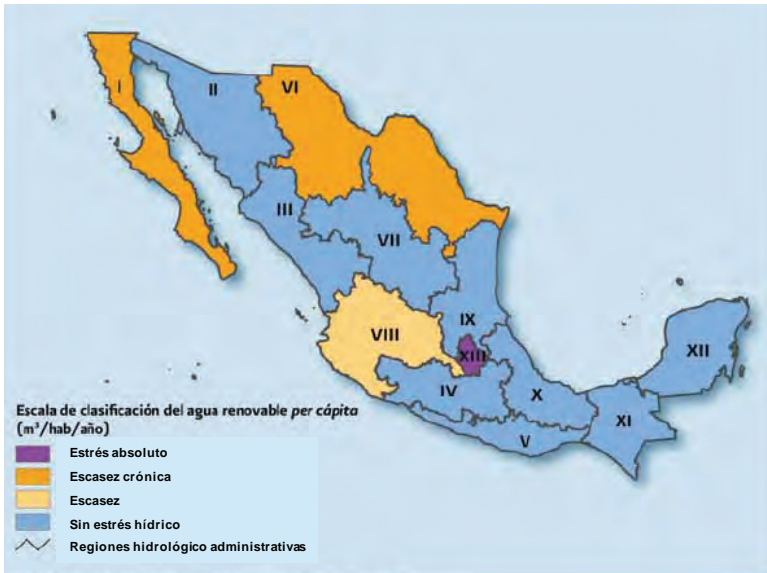 I
II
VI
III
VII
IX
VIII
XIII
XII
IV
X
XI
V
Escala de clasificación del agua renovable per cápita
(m³/hab/año)
Estrés absoluto
Escasez crónica
Escasez
Sin estrés hídrico
Regiones hidrológico administrativas